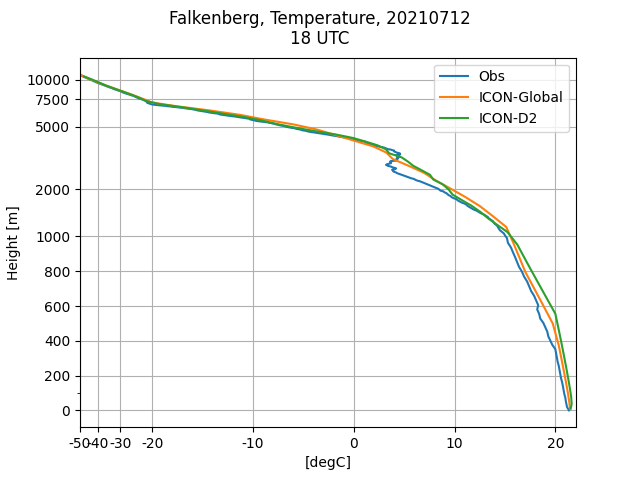 Falkenberg, Temperature, 20210712
18 UTC
Obs
ICON-Global
ICON-D2
Height [m]
10000
7500
5000
2000
1000
800
600
400
200
0
-50 -40 -30 -20 -10 0 10 20
[degC]